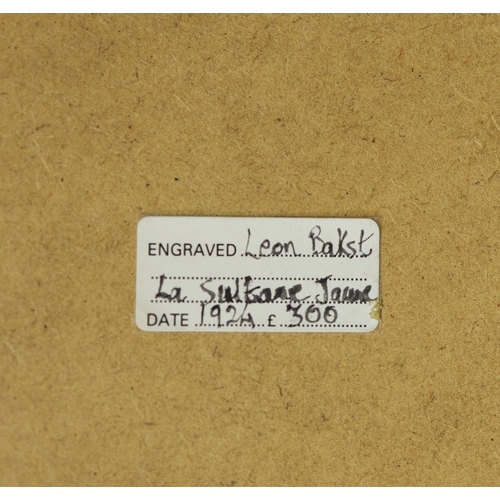 ENGRAVED Leon Bakst
La Sultane Jaune
DATE 1924 £ 300